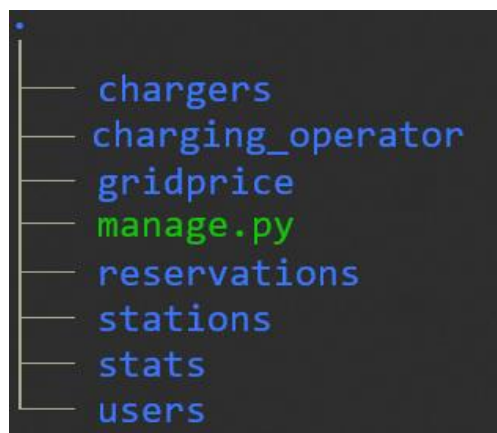 .
chargers
charging_operator
gridprice
manage.py
reservations
stations
stats
users